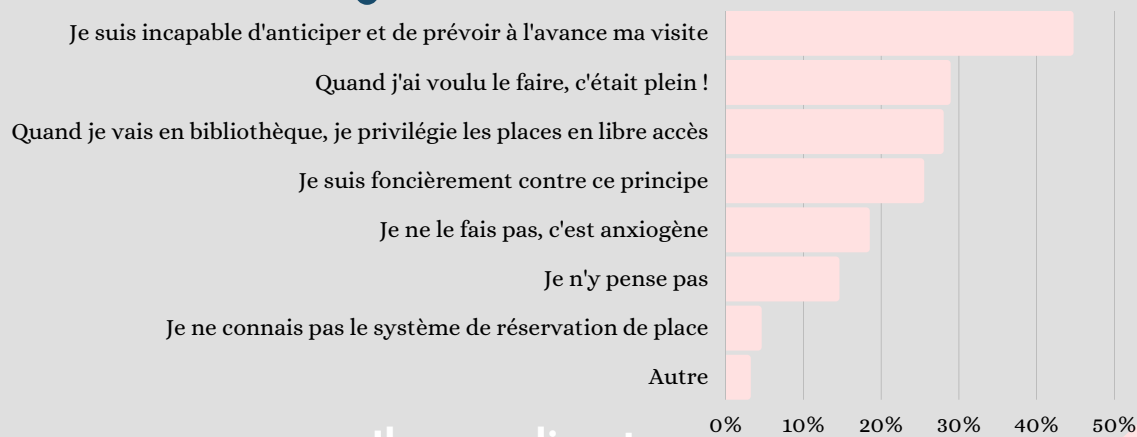 Je suis incapable d'anticiper et de prévoir à l'avance ma visite
Quand j'ai voulu le faire, c'était plein !
Quand je vais en bibliothèque, je privilégie les places en libre accès
Je suis foncièrement contre ce principe
Je ne le fais pas, c'est anxiogène
Je n'y pense pas
Je ne connais pas le système de réservation de place
Autre
0% 10% 20% 30% 40% 50%